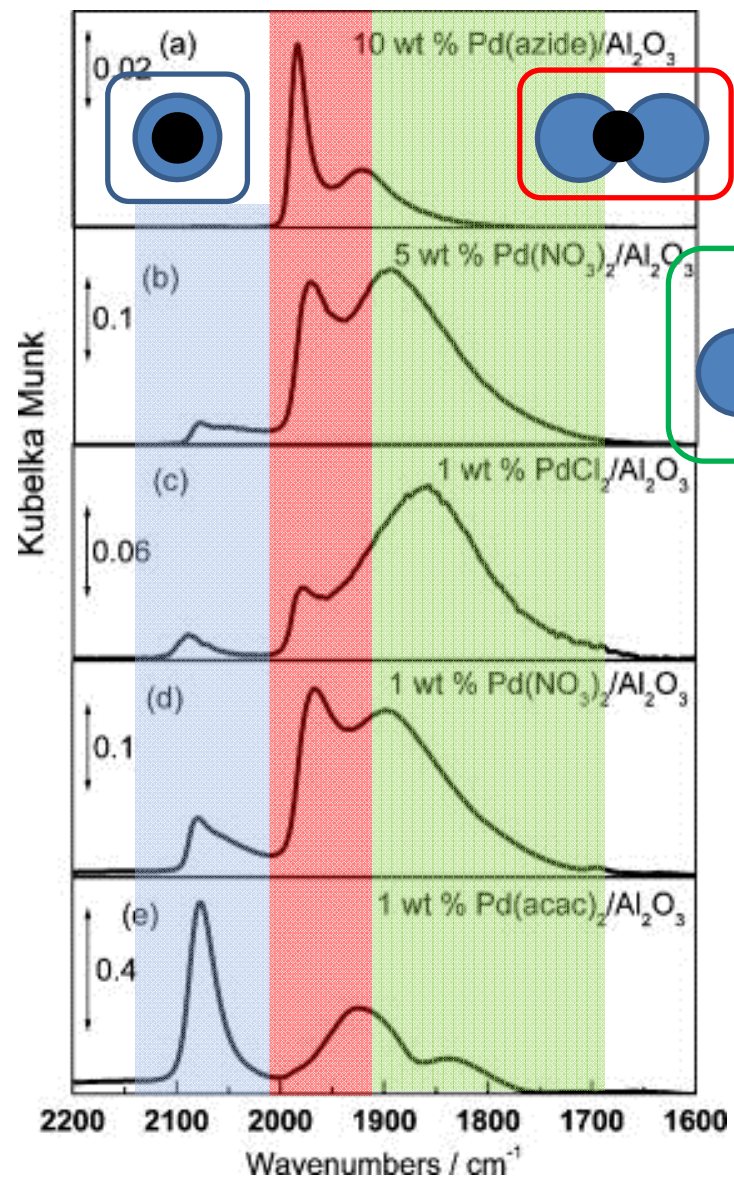 (a) 10 wt % Pd(azide)/Al₂O₃
0.02
(b) 5 wt % Pd(NO₃)₂/Al₂O₃
0.1
(c) 1 wt % PdCl₂/Al₂O₃
0.06
(d) 1 wt % Pd(NO₃)₂/Al₂O₃
0.1
(e) 1 wt % Pd(acac)₂/Al₂O₃
0.4
Kubelka Munk
2200 2100 2000 1900 1800 1700 1600
Wavenumbers / cm⁻¹